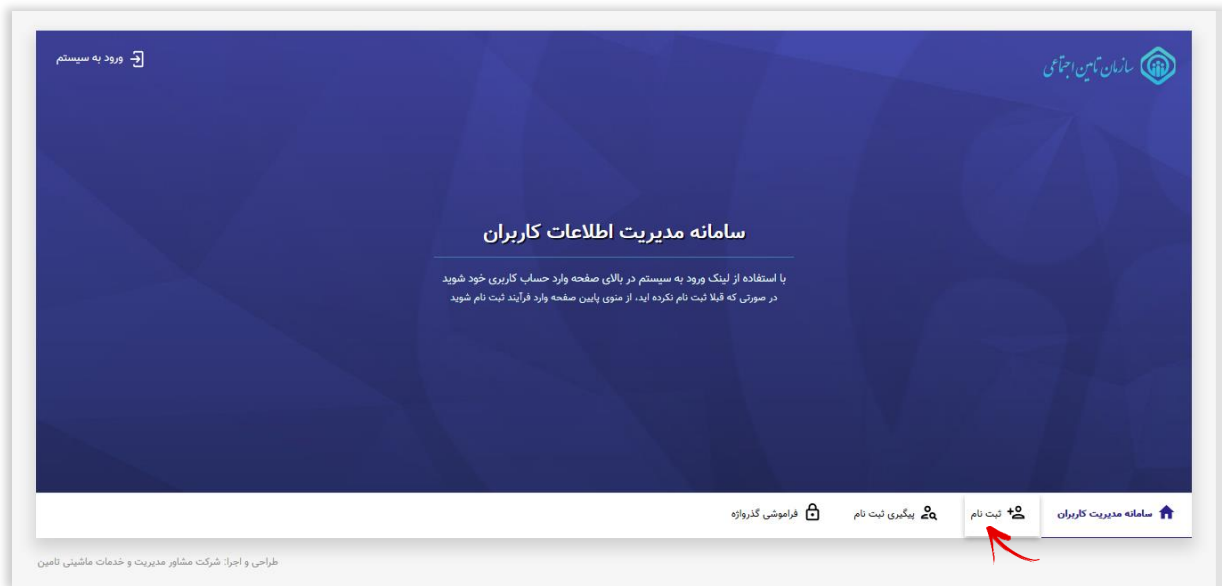 سازمان تأمین اجتماعی
ورود به سیستم
سامانه مدیریت اطلاعات کاربران
با استفاده از لینک ورود به سیستم در بالای صفحه وارد حساب کاربری خود شوید
در صورتی که قبلا ثبت نام نکرده اید، از منوی پایین صفحه وارد فرآیند ثبت نام شوید
سامانه مدیریت کاربران
ثبت نام
پیگیری ثبت نام
فراموشی گذرواژه
طراحی و اجرا: شرکت مشاور مدیریت و خدمات ماشینی تامین